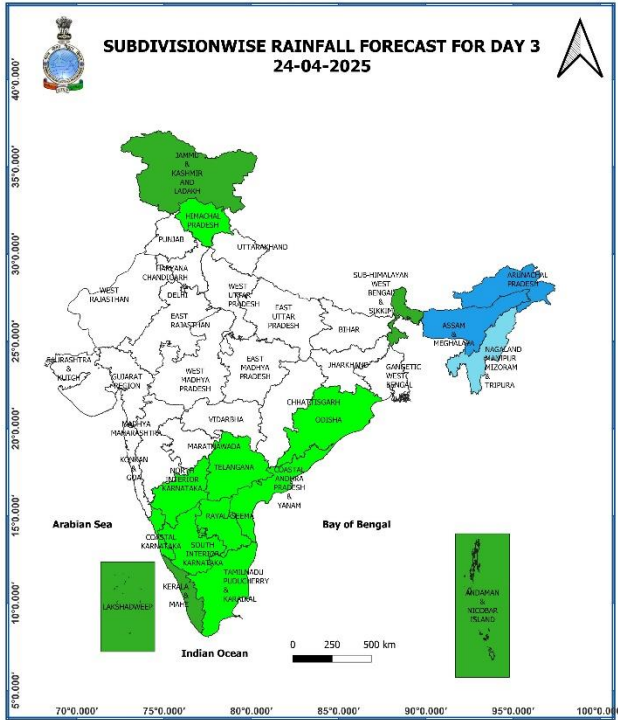 SUBDIVISIONWISE RAINFALL FORECAST FOR DAY 3
24-04-2025
40°0.000'
35°0.000'
30°0.000'
25°0.000'
20°0.000'
15°0.000'
10°0.000'
5°0.000'
JAMMU
&
KASHMIR
AND
LADAKH
HIMACHAL
PRADESH
PUNJAB
UTTARAKHAND
HARYANA
CHANDIGARH
&
DELHI
WEST
RAJASTHAN
WEST
UTTAR
PRADESH
EAST
RAJASTHAN
EAST
UTTAR
PRADESH
SUB-HIMALAYAN
WEST
BENGAL
&
SIKKIM
ARUNACHAL
PRADESH
ASSAM
&
MEGHALAYA
NAGALAND
MANIPUR
MIZORAM
&
TRIPURA
BIHAR
JHARKHAND
GANGETIC
WEST
BENGAL
SAURASHTRA
&
KUTCH
GUJARAT
REGION
WEST
MADHYA
PRADESH
EAST
MADHYA
PRADESH
CHHATTISGARH
ODISHA
VIDARBHA
MADHYA
MAHARASHTRA
MARATHAWADA
KONKAN
&
GOA
TELANGANA
NORTH
INTERIOR
KARNATAKA
COASTAL
ANDHRA
PRADESH
&
YANAM
RAYALASEEMA
COASTAL
KARNATAKA
SOUTH
INTERIOR
KARNATAKA
TAMILNADU
PUDUCHERRY
&
KARAIKAL
KERALA
&
MAHE
LAKSHADWEEP
ANDAMAN
&
NICOBAR
ISLAND
Arabian Sea
Bay of Bengal
Indian Ocean
0 250 500 km
70°0.000' 75°0.000' 80°0.000' 85°0.000' 90°0.000' 95°0.000' 100°0.000